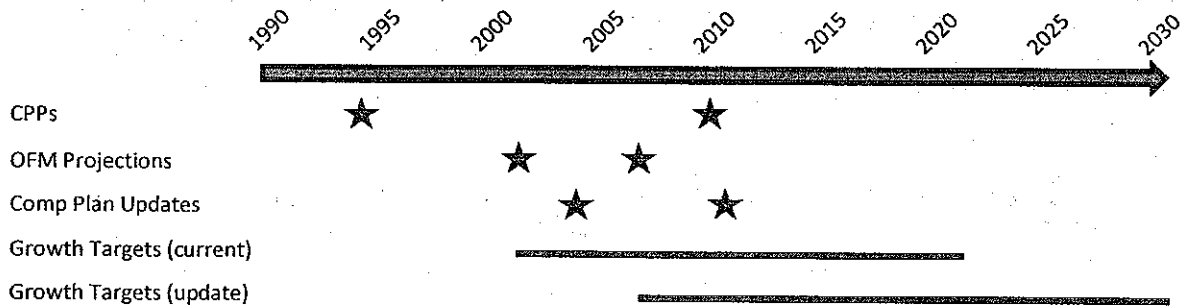 1990 1995 2000 2005 2010 2015 2020 2025 2030
CPPs
OFM Projections
Comp Plan Updates
Growth Targets (current)
Growth Targets (update)